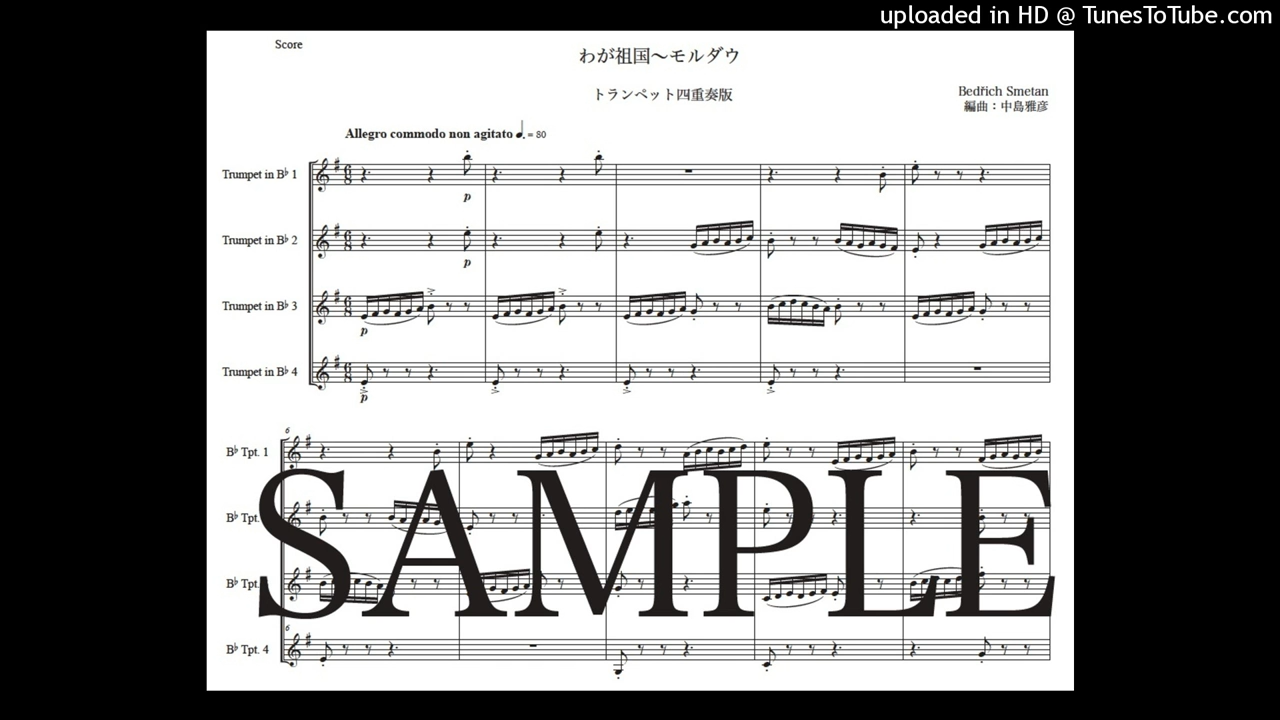 uploaded in HD @ TunesToTube.com
Score
わが祖国～モルダウ
トランペット四重奏版
Bedřich Smetan
編曲：中島雅彦
Allegro commodo non agitato ♩. = 80
Trumpet in B♭ 1
p
Trumpet in B♭ 2
p
Trumpet in B♭ 3
p
Trumpet in B♭ 4
p
6
B♭ Tpt. 1
B♭ Tpt.
B♭ Tpt.
6
B♭ Tpt. 4
SAMPLE